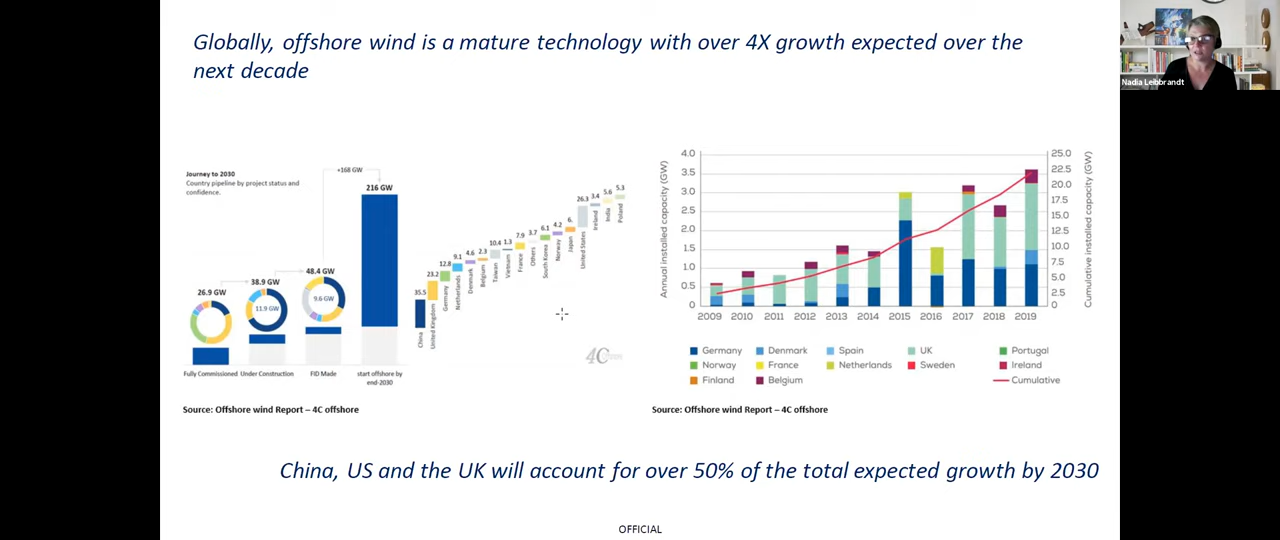 Globally, offshore wind is a mature technology with over 4X growth expected over the
next decade
Nadia Leibbrandt
Journey to 2030
Country pipeline by project status and
confidence.
+168 GW
216 GW
48.4 GW
38.9 GW
26.9 GW
11.9 GW
9.6 GW
Fully Commissioned
Under Construction
FID Made
start offshore by
end-2030
35.5
23.2
12.8
9.1
4.6
2.3
10.4
1.3
7.9
3.7
6.1
4.2
6.
26.3
3.4
5.6
5.3
China
United Kingdom
Germany
Netherlands
Denmark
Belgium
Taiwan
Vietnam
France
Others
South Korea
Norway
Japan
United States
Ireland
India
Poland
4C
Source: Offshore wind Report – 4C offshore
Annual installed capacity (GW)
4.0
3.5
3.0
2.5
2.0
1.5
1.0
0.5
0
25.0
22.5
20.0
17.5
15.0
12.5
10.0
7.5
5.0
2.5
0
Cumulative installed capacity (GW)
2009 2010 2011 2012 2013 2014 2015 2016 2017 2018 2019
Germany Denmark Spain UK Portugal
Norway France Netherlands Sweden Ireland
Finland Belgium Cumulative
Source: Offshore wind Report – 4C offshore
China, US and the UK will account for over 50% of the total expected growth by 2030
OFFICIAL